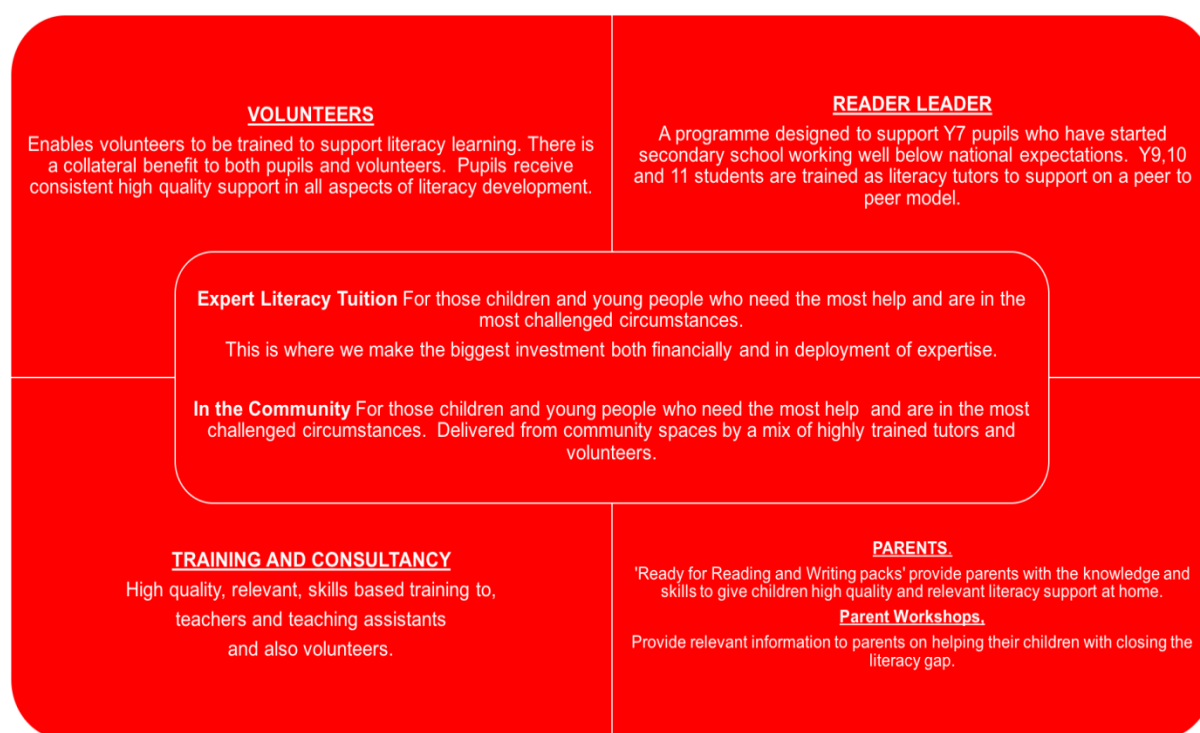 VOLUNTEERS
Enables volunteers to be trained to support literacy learning. There is
a collateral benefit to both pupils and volunteers. Pupils receive
consistent high quality support in all aspects of literacy development.
READER LEADER
A programme designed to support Y7 pupils who have started
secondary school working well below national expectations. Y9,10
and 11 students are trained as literacy tutors to support on a peer to
peer model.
Expert Literacy Tuition For those children and young people who need the most help and are in the
most challenged circumstances.
This is where we make the biggest investment both financially and in deployment of expertise.
In the Community For those children and young people who need the most help and are in the most
challenged circumstances. Delivered from community spaces by a mix of highly trained tutors and
volunteers.
TRAINING AND CONSULTANCY
High quality, relevant, skills based training to,
teachers and teaching assistants
and also volunteers.
PARENTS.
'Ready for Reading and Writing packs' provide parents with the knowledge and
skills to give children high quality and relevant literacy support at home.
Parent Workshops,
Provide relevant information to parents on helping their children with closing the
literacy gap.